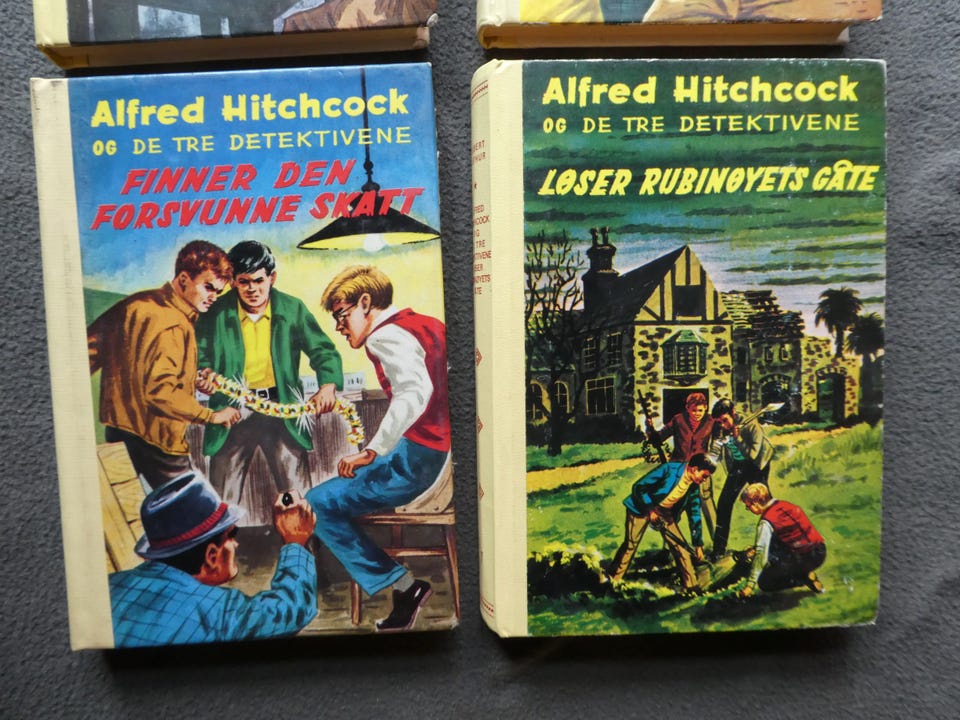 Alfred Hitchcock
OG DE TRE DETEKTIVENE
FINNER DEN
FORSVUNNE SKATT
Alfred Hitchcock
OG DE TRE DETEKTIVENE
LØSER RUBINØYETS GÅTE